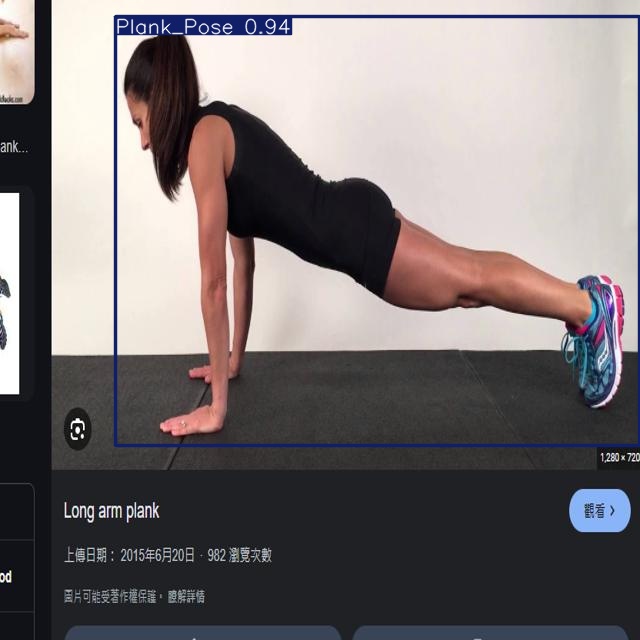 Plank_Pose 0.94
ank...
1,280 × 720
Long arm plank
觀看 >
上傳日期： 2015年6月20日 · 982 瀏覽次數
od
圖片可能受著作權保護。 瞭解詳情